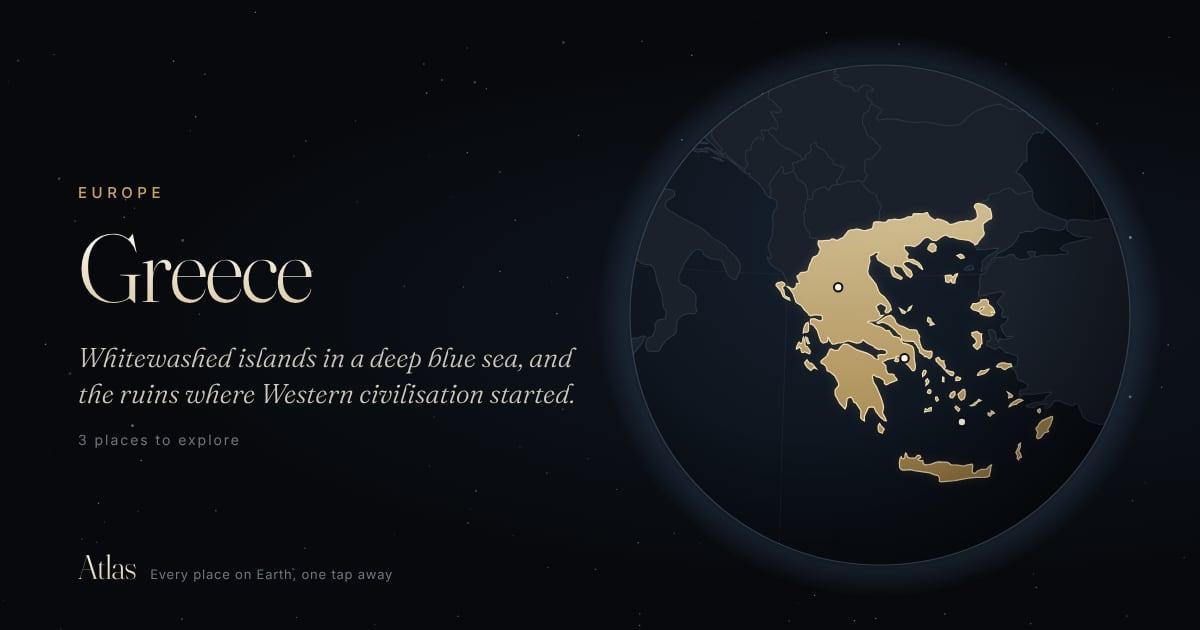 EUROPE
Greece
Whitewashed islands in a deep blue sea, and
the ruins where Western civilisation started.
3 places to explore
Atlas Every place on Earth, one tap away